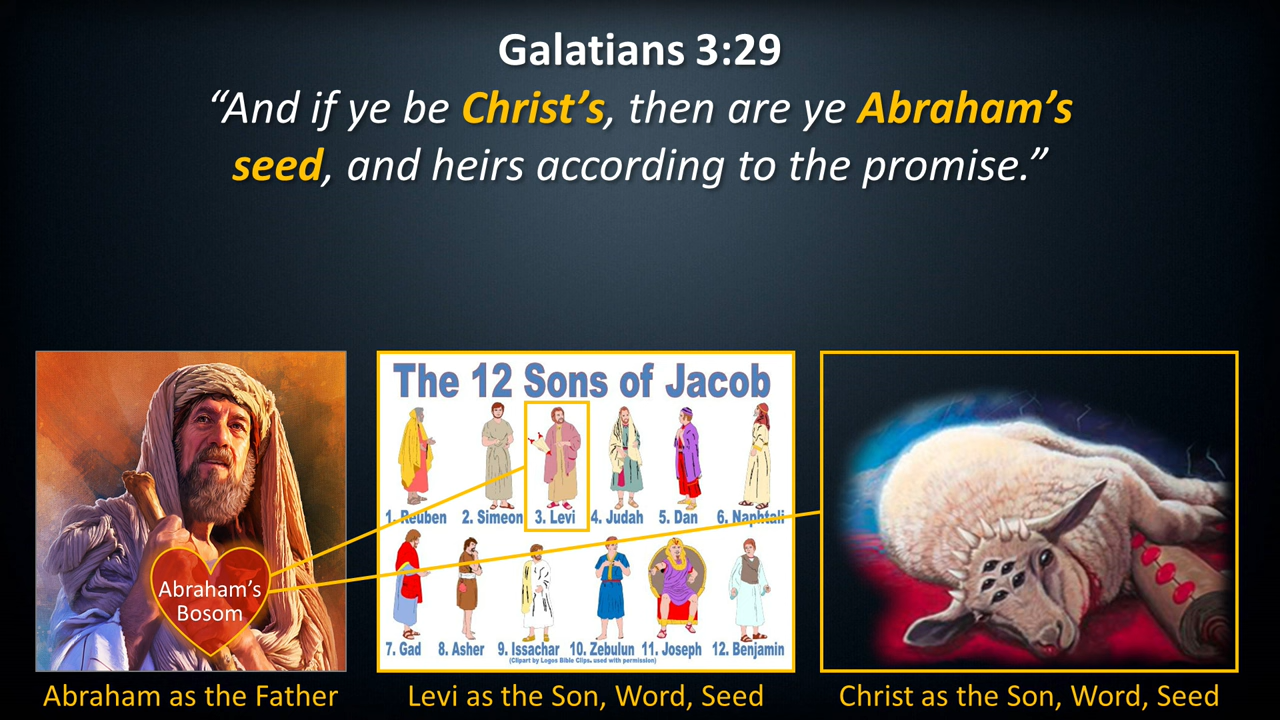 Galatians 3:29
“And if ye be Christ’s, then are ye Abraham’s
seed, and heirs according to the promise.”
Abraham’s
Bosom
The 12 Sons of Jacob
1. Reuben 2. Simeon 3. Levi 4. Judah 5. Dan 6. Naphtali
7. Gad 8. Asher 9. Issachar 10. Zebulun 11. Joseph 12. Benjamin
(Clipart by Logos Bible Clips. used with permission)
Abraham as the Father
Levi as the Son, Word, Seed
Christ as the Son, Word, Seed